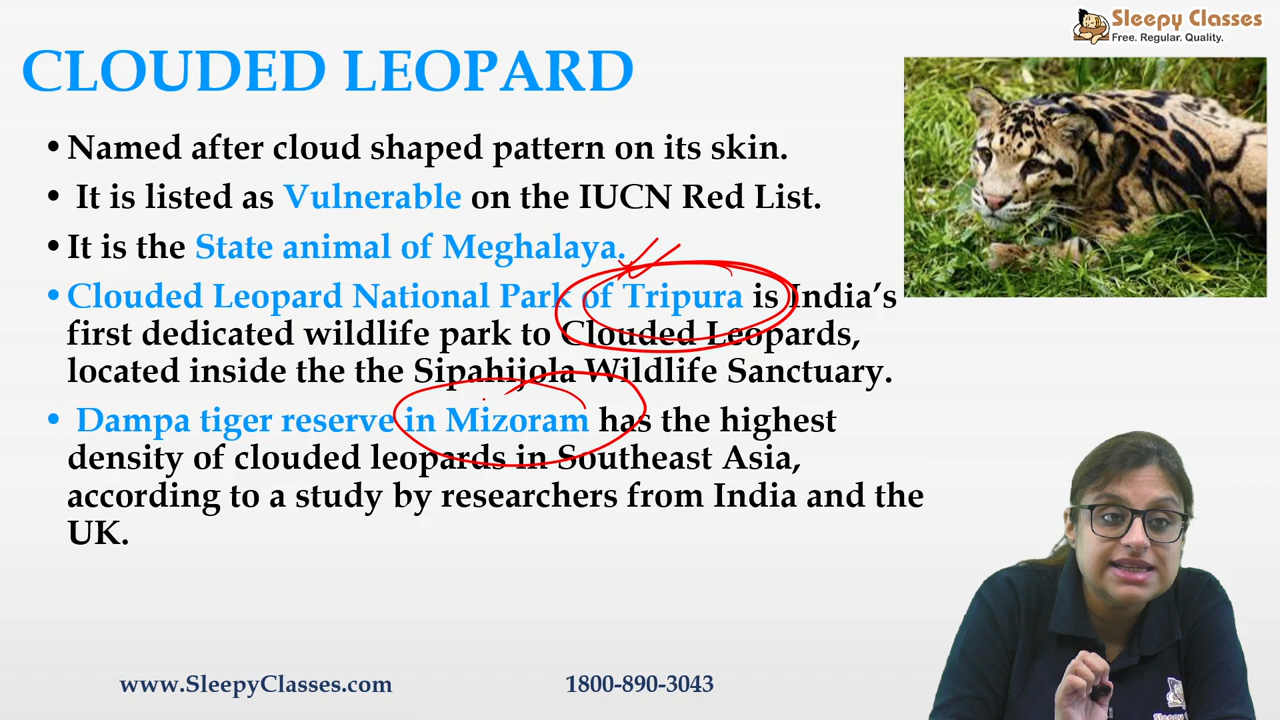 Sleepy Classes
Free. Regular. Quality.
CLOUDED LEOPARD
• Named after cloud shaped pattern on its skin.
• It is listed as Vulnerable on the IUCN Red List.
• It is the State animal of Meghalaya.
• Clouded Leopard National Park of Tripura is India’s
first dedicated wildlife park to Clouded Leopards,
located inside the the Sipahijola Wildlife Sanctuary.
• Dampa tiger reserve in Mizoram has the highest
density of clouded leopards in Southeast Asia,
according to a study by researchers from India and the
UK.
www.SleepyClasses.com
1800-890-3043